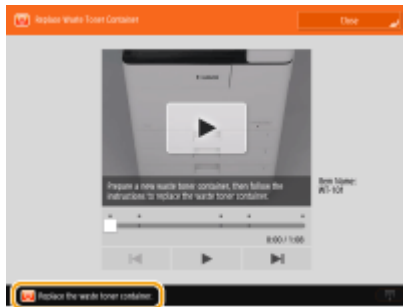 Replace Waste Toner Container
Close
Canon
Prepare a new waste toner container, then follow the
instructions to replace the waste toner container.
Item Name:
WT-101
0:00 / 1:08
Replace the waste toner container.